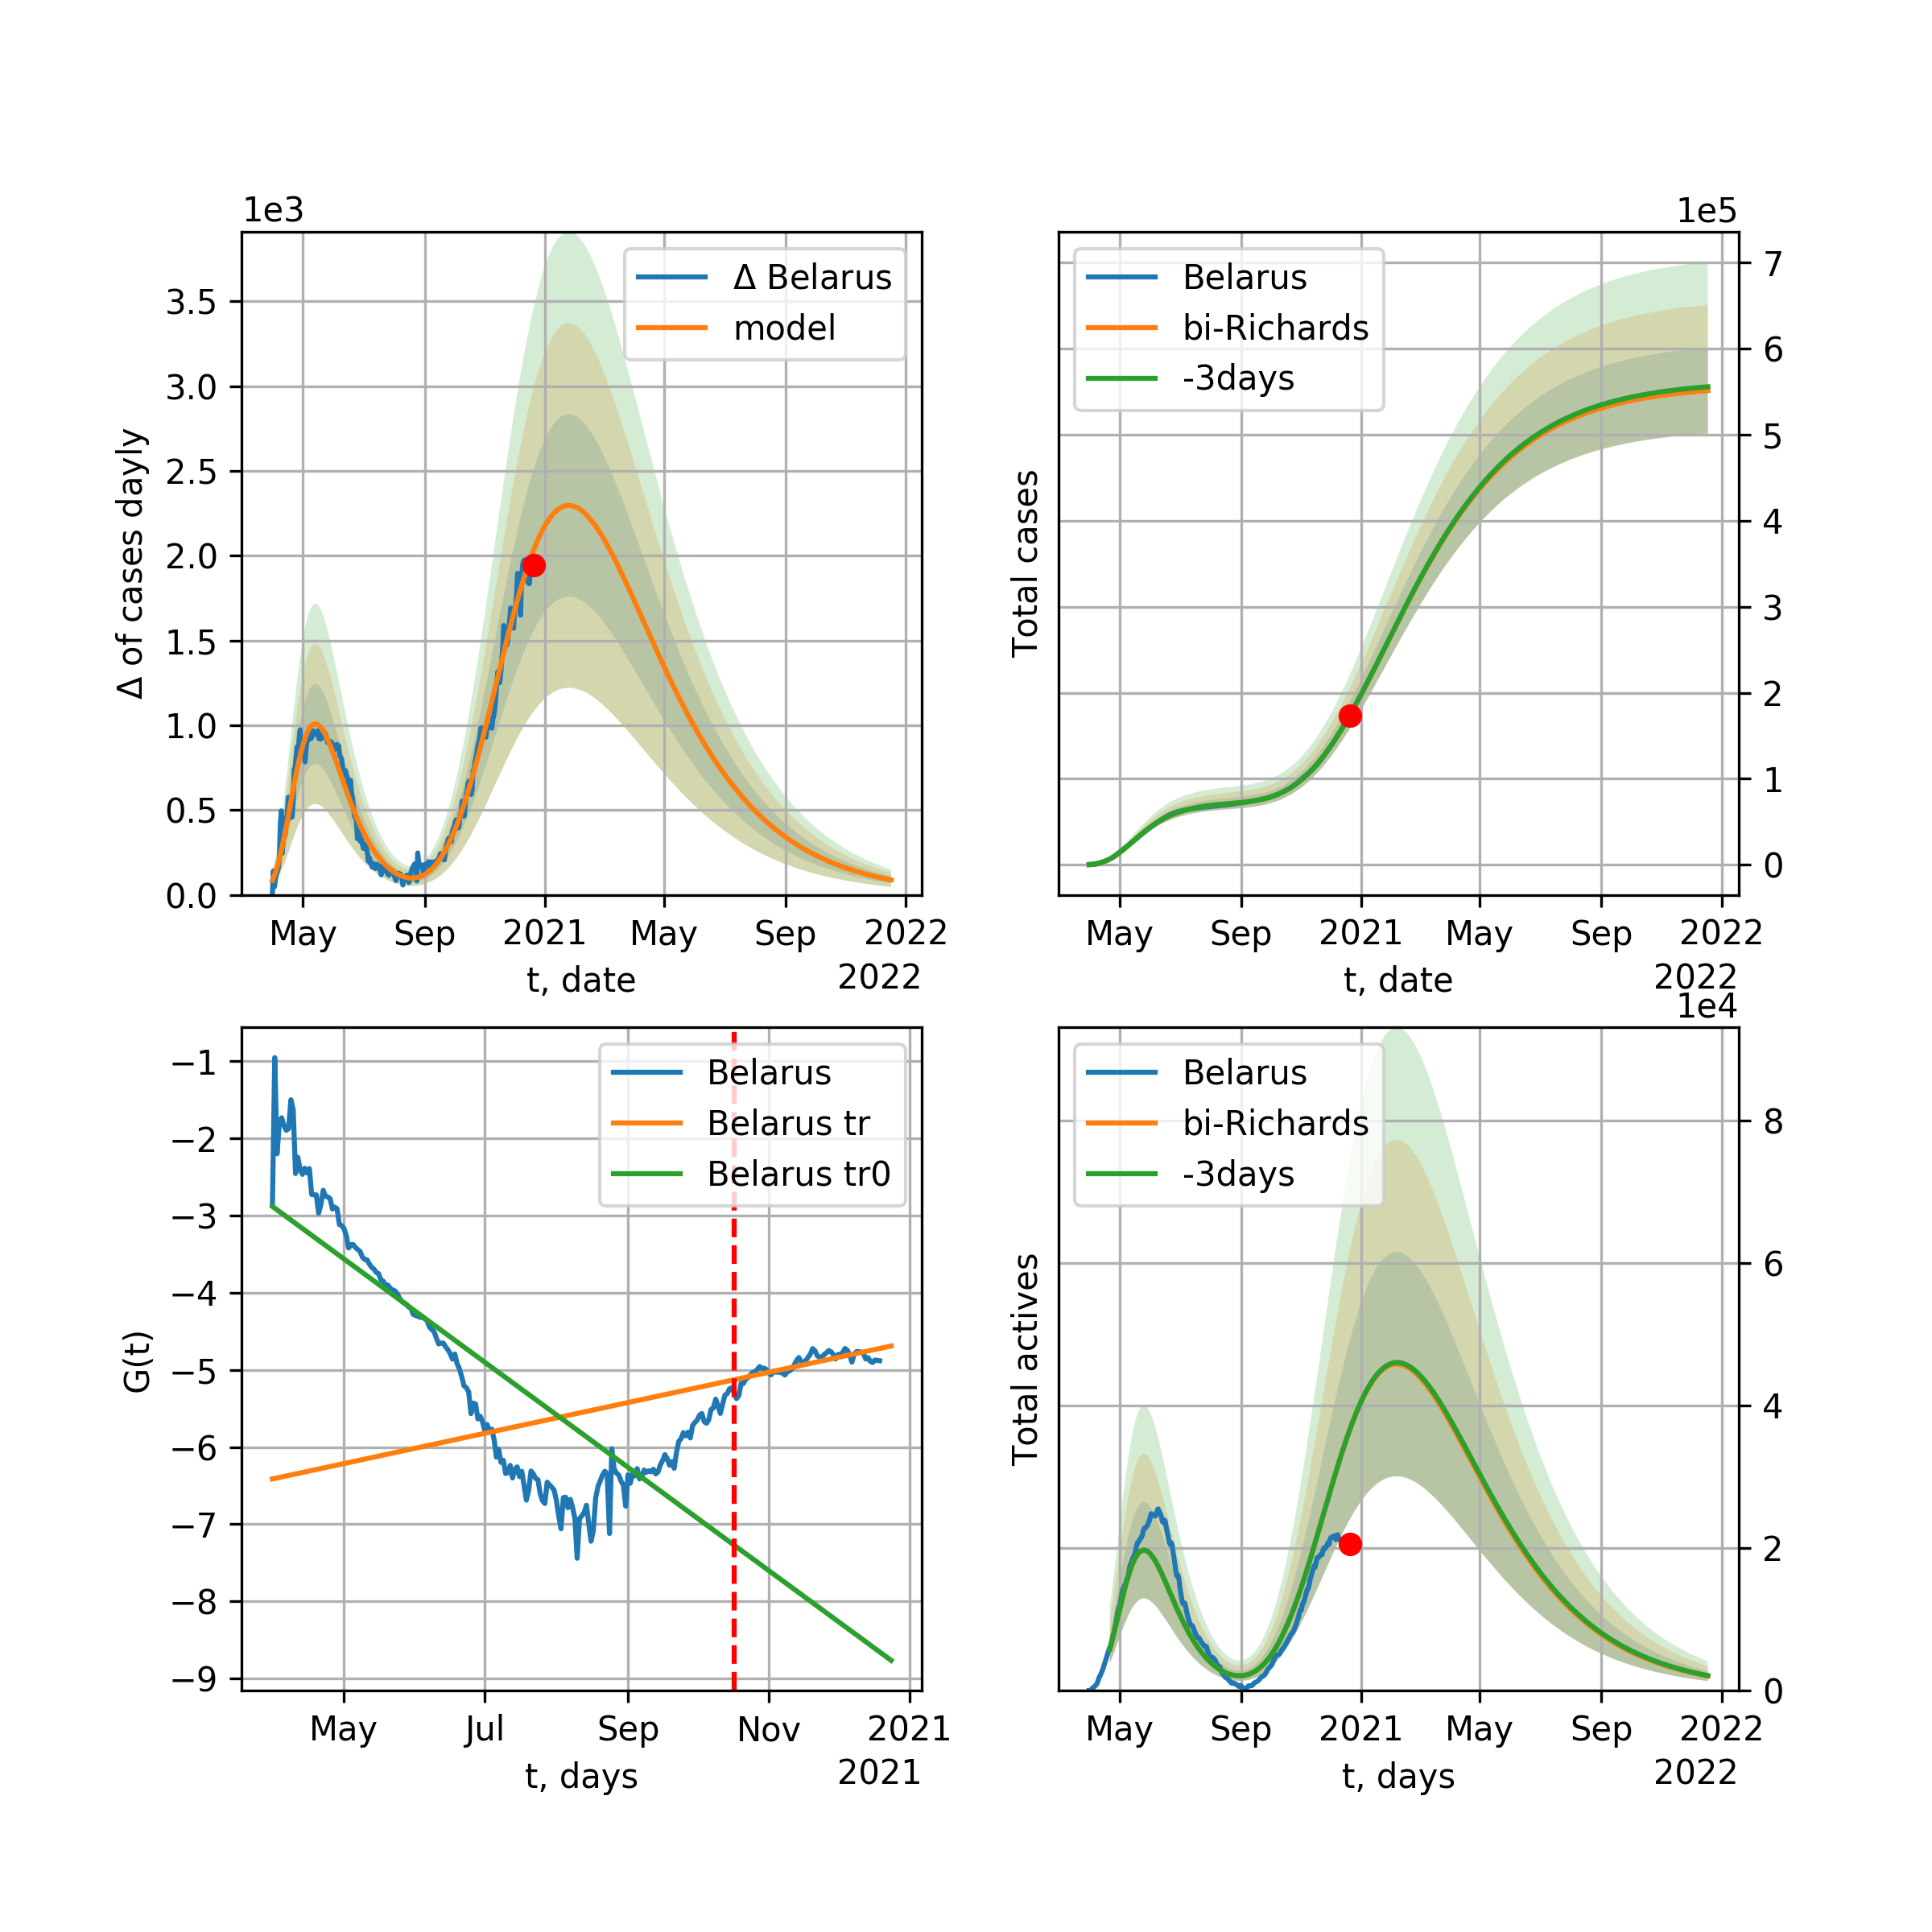 1e3
Δ of cases dayly
3.5
3.0
2.5
2.0
1.5
1.0
0.5
0.0
Δ Belarus
model
May Sep 2021 May Sep 2022
t, date
2022
1e5
Total cases
Belarus
bi-Richards
-3days
7
6
5
4
3
2
1
0
May Sep 2021 May Sep 2022
t, date
2022
G(t)
−1
−2
−3
−4
−5
−6
−7
−8
−9
Belarus
Belarus tr
Belarus tr0
May Jul Sep Nov 2021
t, days
2021
1e4
Total actives
Belarus
bi-Richards
-3days
8
6
4
2
0
May Sep 2021 May Sep 2022
t, days
2022